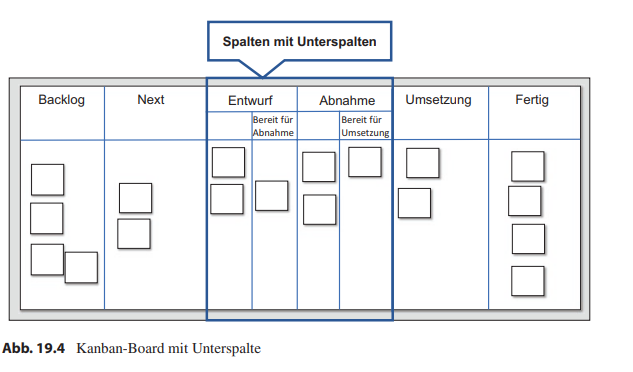 Spalten mit Unterspalten
Backlog
Next
Entwurf
Abnahme
Umsetzung
Fertig
Bereit für
Abnahme
Bereit für
Umsetzung
Abb. 19.4 Kanban-Board mit Unterspalte